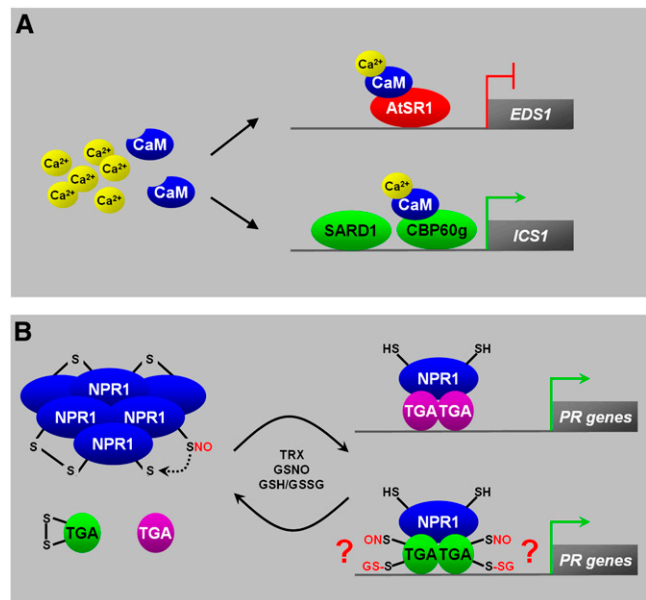 A
Ca2+
CaM
AtSR1
EDS1
Ca2+
Ca2+
Ca2+
Ca2+
Ca2+
Ca2+
CaM
CaM
Ca2+
CaM
SARD1 CBP60g
ICS1
B
S S
NPR1
NPR1 NPR1
NPR1
S SNO
S S
HS SH
NPR1
TGA TGA
PR genes
TRX
GSNO
GSH/GSSG
S
S
TGA
TGA
HS SH
NPR1
ONS SNO
? TGA TGA ?
GS-S S-SG
PR genes